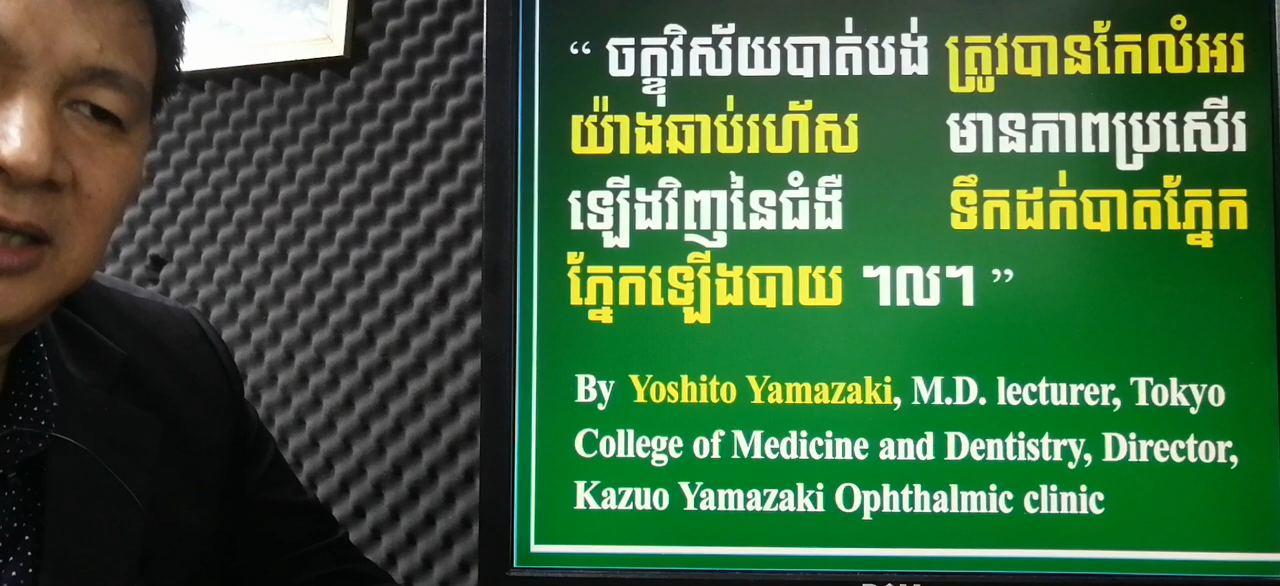 “ ចក្ខុវិស័យបាត់បង់ ត្រូវបានកែលំអរ
យ៉ាងឆាប់រហ័ស មានភាពប្រសើរ
ឡើងវិញនៃជំងឺ ទឹកដក់បាតភ្នែក
ភ្នែកឡើងបាយ ។ល។ ”
By Yoshito Yamazaki, M.D. lecturer, Tokyo
College of Medicine and Dentistry, Director,
Kazuo Yamazaki Ophthalmic clinic